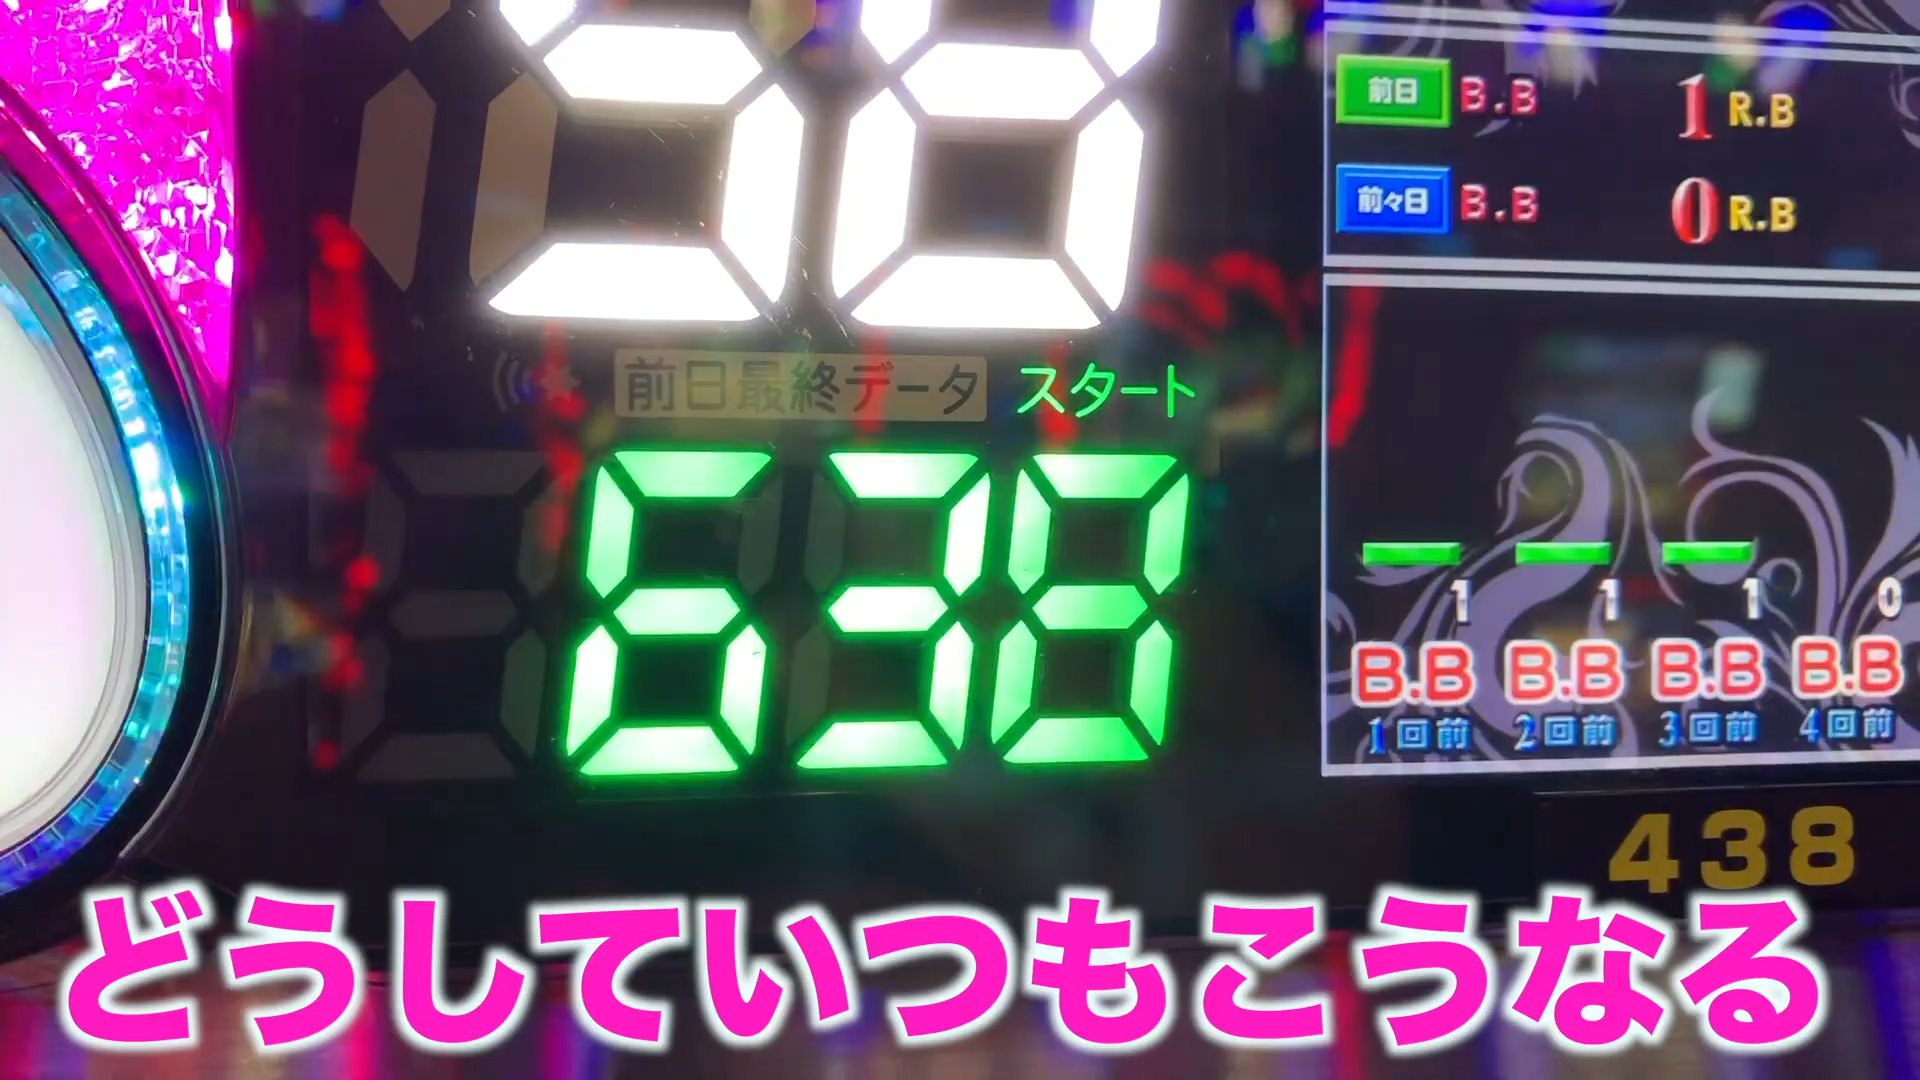 前日 B.B 1 R.B
前々日 B.B 0 R.B
前日最終データ スタート
638
1 1 1 0
B.B B.B B.B B.B
1回前 2回前 3回前 4回前
438
どうしていつもこうなる